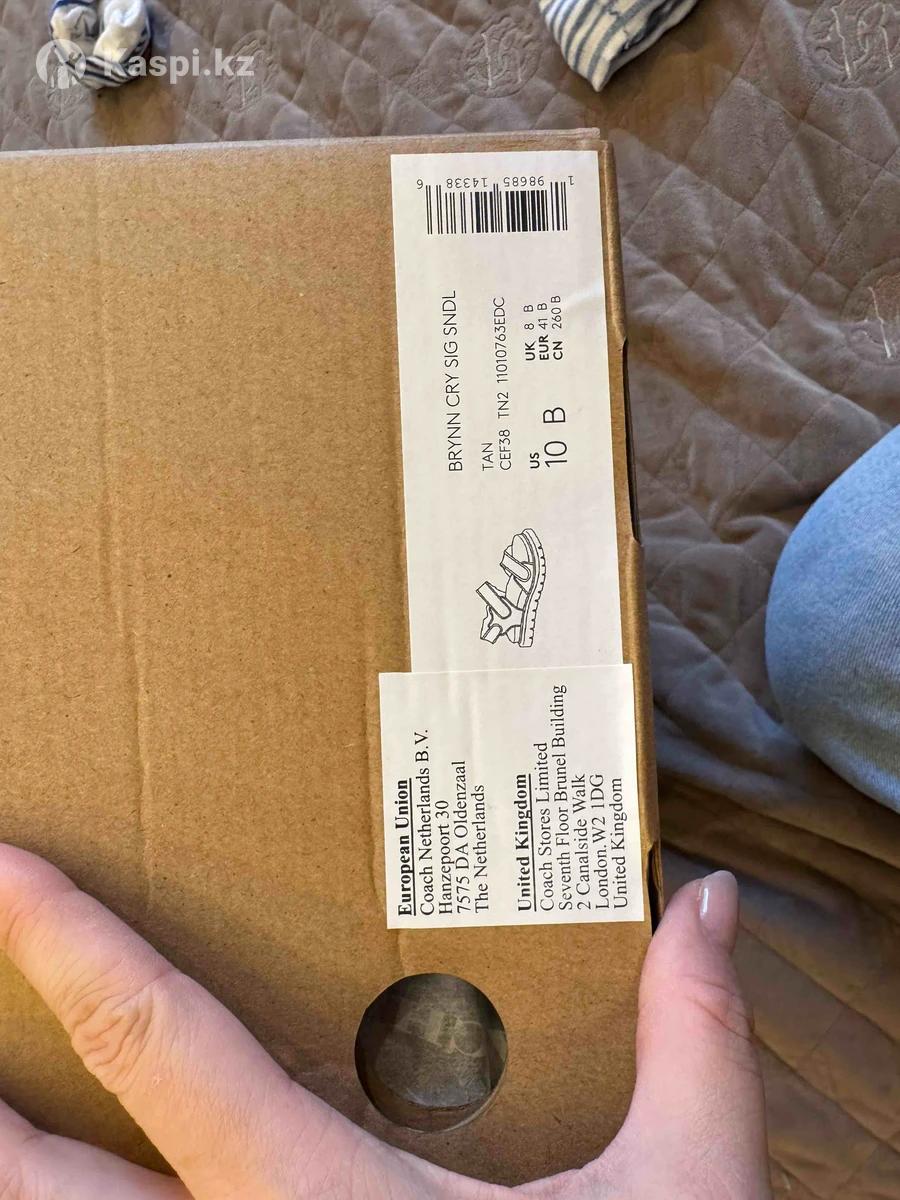 Kaspi.kz
1 98685 14338 6
BRYNN CRY SIG SNDL
TAN
CEF38 TN2 11010763EDC
US
10 B
UK 8 B
EUR 41 B
CN 260 B
European Union
Coach Netherlands B.V.
Hanzepoort 30
7575 DA Oldenzaal
The Netherlands
United Kingdom
Coach Stores Limited
Seventh Floor Brunel Building
2 Canalside Walk
London.W2 1DG
United Kingdom